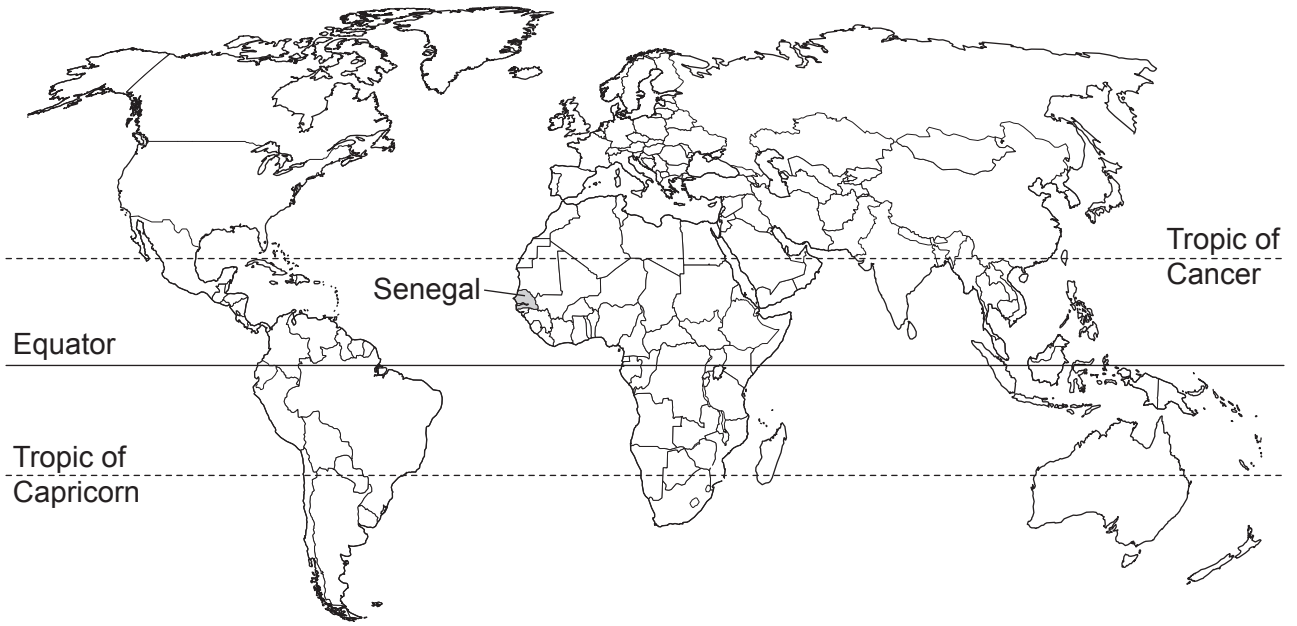 Tropic of
Cancer
Senegal
Equator
Tropic of
Capricorn